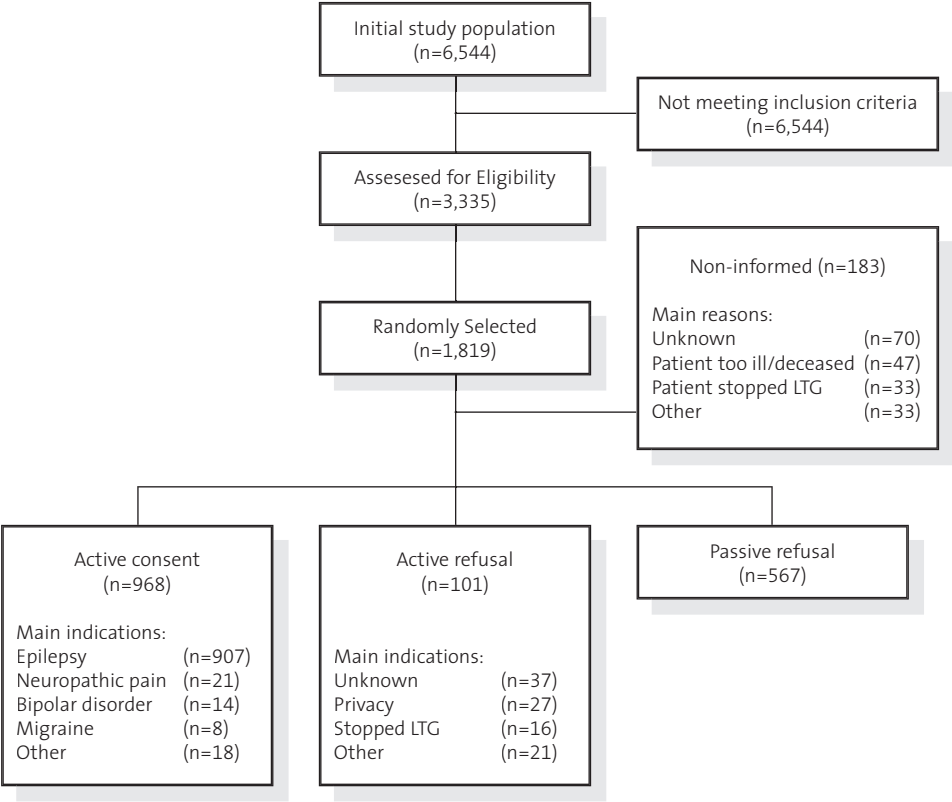 Initial study population
(n=6,544)
Not meeting inclusion criteria
(n=6,544)
Assesesed for Eligibility
(n=3,335)
Non-informed (n=183)
Main reasons:
Unknown (n=70)
Patient too ill/deceased (n=47)
Patient stopped LTG (n=33)
Other (n=33)
Randomly Selected
(n=1,819)
Active consent
(n=968)
Main indications:
Epilepsy (n=907)
Neuropathic pain (n=21)
Bipolar disorder (n=14)
Migraine (n=8)
Other (n=18)
Active refusal
(n=101)
Main indications:
Unknown (n=37)
Privacy (n=27)
Stopped LTG (n=16)
Other (n=21)
Passive refusal
(n=567)